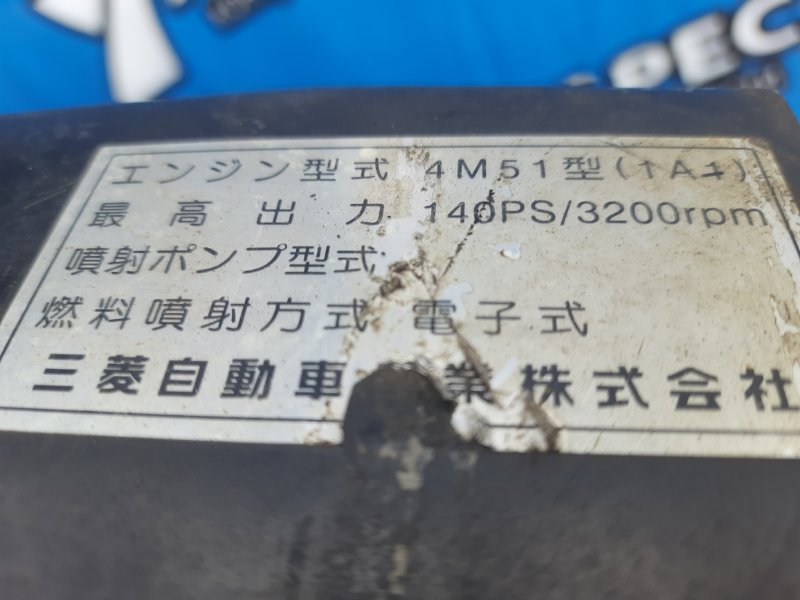 SPEC
エンジン型式 4M51型(1A
最高出力 140PS/3200rpm
噴射ポンプ型式
燃料噴射方式 電子式
三菱自動車 業株式会社